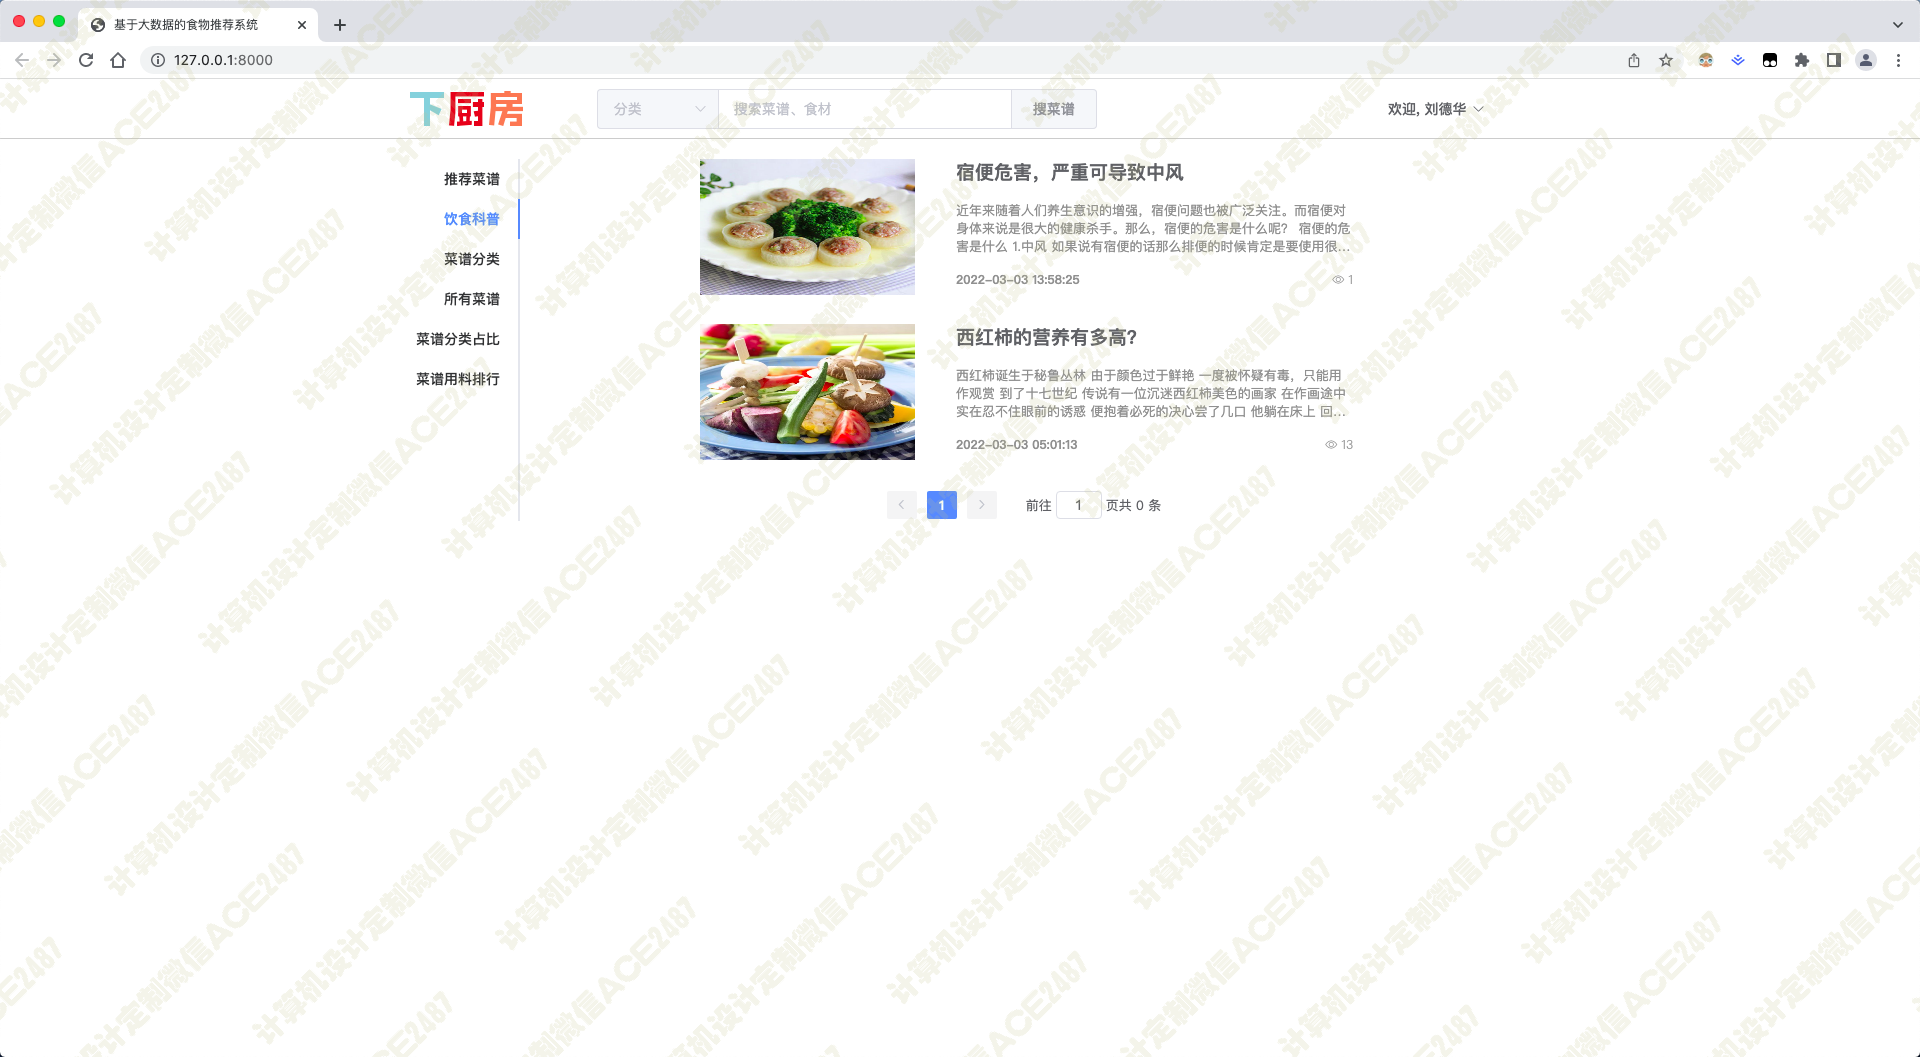 基于大数据的食物推荐系统
127.0.0.1:8000
下厨房
分类
搜索菜谱、食材
搜菜谱
欢迎, 刘德华
推荐菜谱
饮食科普
菜谱分类
所有菜谱
菜谱分类占比
菜谱用料排行
宿便危害，严重可导致中风
近年来随着人们养生意识的增强，宿便问题也被广泛关注。而宿便对
身体来说是很大的健康杀手。那么，宿便的危害是什么呢？ 宿便的危
害是什么 1.中风 如果说有宿便的话那么排便的时候肯定是要使用很...
2022-03-03 13:58:25
1
西红柿的营养有多高?
西红柿诞生于秘鲁丛林 由于颜色过于鲜艳 一度被怀疑有毒，只能用
作观赏 到了十七世纪 传说有一位沉迷西红柿美色的画家 在作画途中
实在忍不住眼前的诱惑 便抱着必死的决心尝了几口 他躺在床上 回...
2022-03-03 05:01:13
13
1
前往 1 页共 0 条
计算机设计定制微信ACE2487